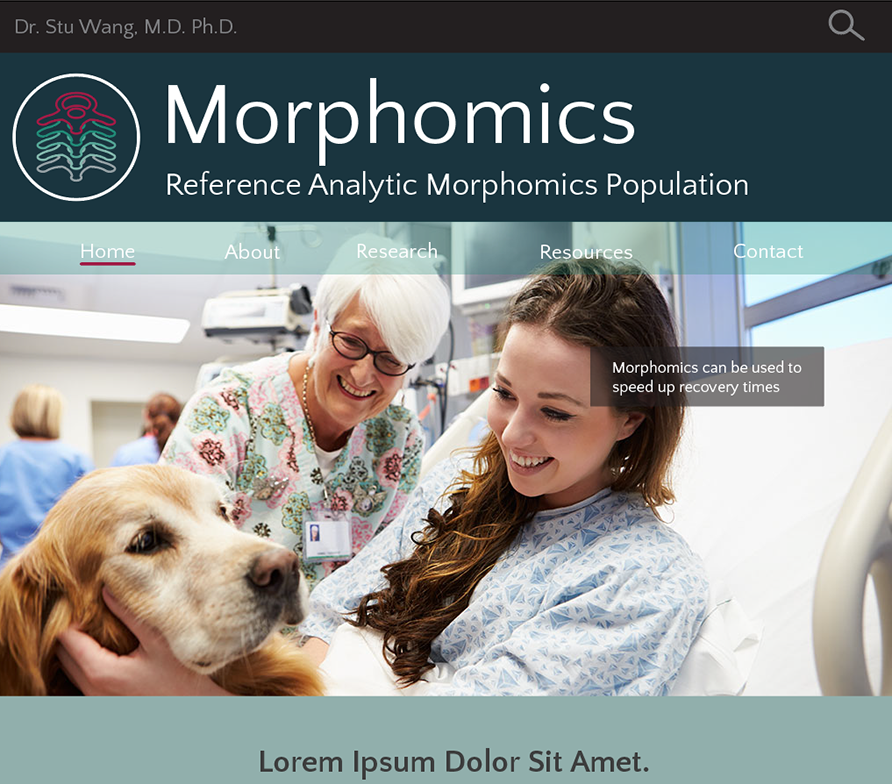 Dr. Stu Wang, M.D. Ph.D.
Morphomics
Reference Analytic Morphomics Population
Home About Research Resources Contact
Morphomics can be used to
speed up recovery times
Lorem Ipsum Dolor Sit Amet.